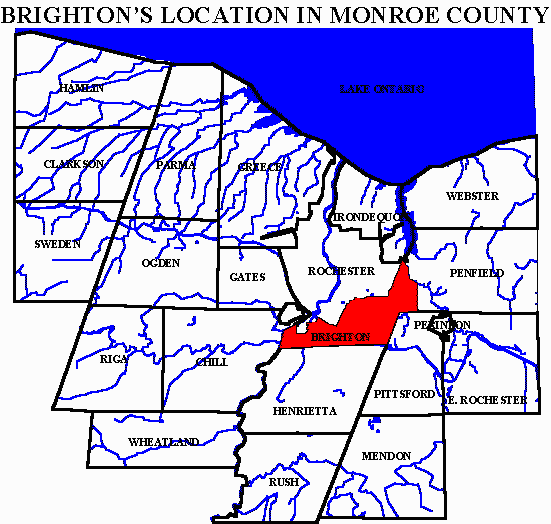 BRIGHTON'S LOCATION IN MONROE COUNTY
HAMLIN
LAKE ONTARIO
CLARKSON
PARMA
GREECE
WEBSTER
IRONDEQUOI
SWEDEN
OGDEN
GATES
ROCHESTER
PENFIELD
PERINTON
BRIGHTON
RIGA
CHILI
PITTSFORD
E. ROCHESTER
HENRIETTA
WHEATLAND
MENDON
RUSH